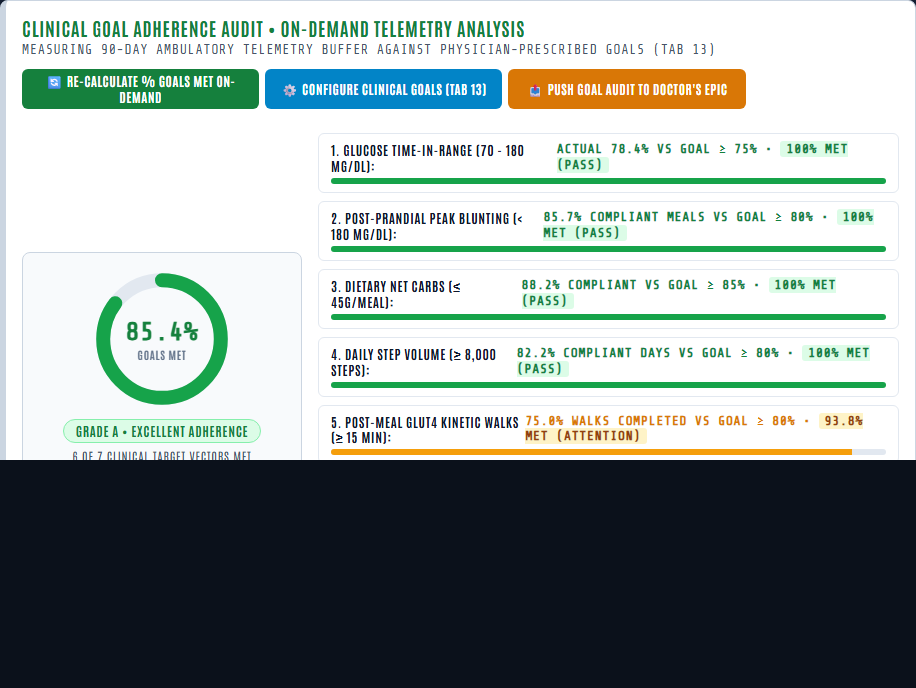 CLINICAL GOAL ADHERENCE AUDIT • ON-DEMAND TELEMETRY ANALYSIS
MEASURING 90-DAY AMBULATORY TELEMETRY BUFFER AGAINST PHYSICIAN-PRESCRIBED GOALS (TAB 13)
RE-CALCULATE % GOALS MET ON-
DEMAND
CONFIGURE CLINICAL GOALS (TAB 13)
PUSH GOAL AUDIT TO DOCTOR'S EPIC
85.4%
GOALS MET
GRADE A • EXCELLENT ADHERENCE
6 OF 7 CLINICAL TARGET VECTORS MET
1. GLUCOSE TIME-IN-RANGE (70 - 180
MG/DL):
ACTUAL 78.4% VS GOAL ≥ 75% • 100% MET
(PASS)
2. POST-PRANDIAL PEAK BLUNTING (<
180 MG/DL):
85.7% COMPLIANT MEALS VS GOAL ≥ 80% • 100%
MET (PASS)
3. DIETARY NET CARBS (≤
45G/MEAL):
88.2% COMPLIANT VS GOAL ≥ 85% • 100% MET
(PASS)
4. DAILY STEP VOLUME (≥ 8,000
STEPS):
82.2% COMPLIANT DAYS VS GOAL ≥ 80% • 100% MET
(PASS)
5. POST-MEAL GLUT4 KINETIC WALKS
(≥ 15 MIN):
75.0% WALKS COMPLETED VS GOAL ≥ 80% • 93.8%
MET (ATTENTION)